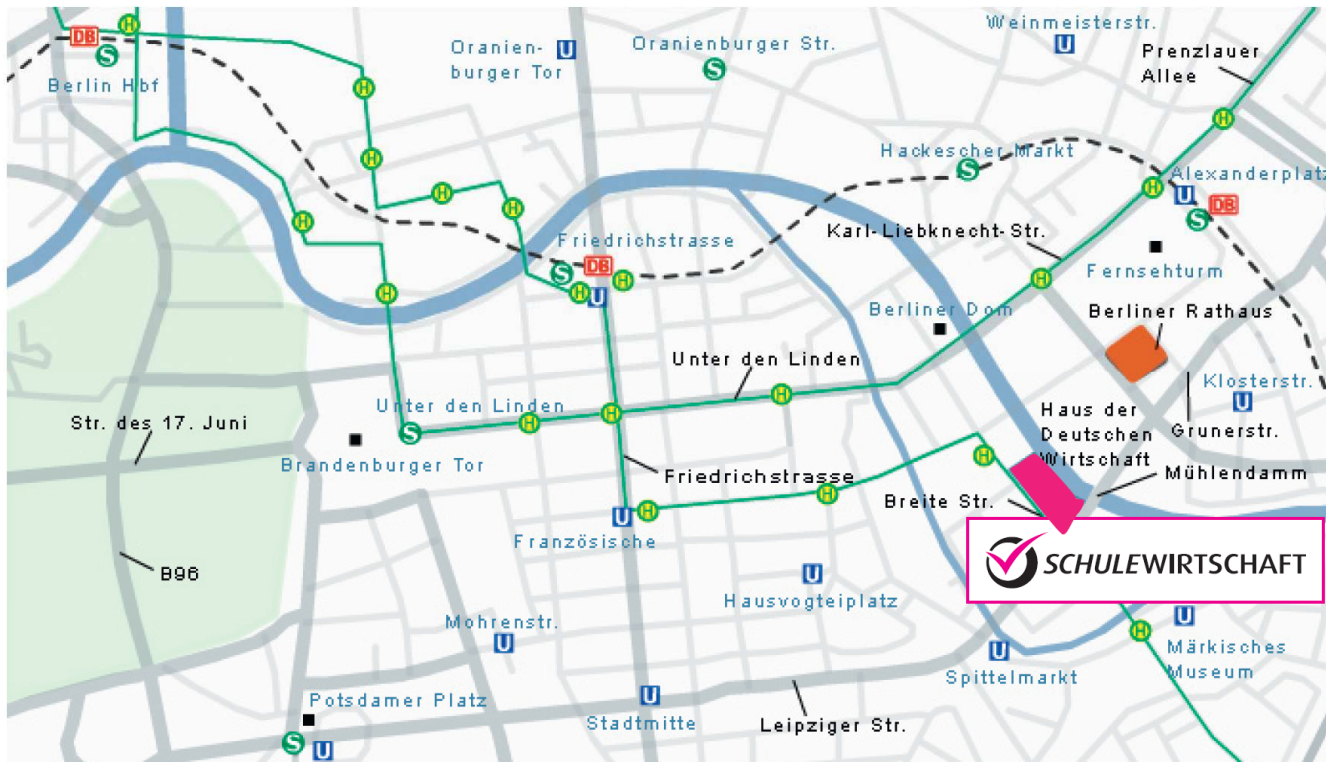 Weinmeisterstr.
U
H
DB
S
Berlin Hbf
Oranien-
burger Tor
U
Oranienburger Str.
S
Prenzlauer
Allee
H
H
H
Hackescher Markt
S
H
Alexanderplatz
U
DB
S
H
H
H
Karl-Liebknecht-Str.
Friedrichstrasse
S
DB
H
U
H
H
H
Fernsehturm
Berliner Dom
Berliner Rathaus
Unter den Linden
H
Klosterstr.
U
Unter den Linden
S
H
H
Haus der
Deutschen
Wirtschaft
Grunerstr.
Str. des 17. Juni
Brandenburger Tor
Friedrichstrasse
H
Mühlendamm
Breite Str.
H
H
U
Französische
SCHULEWIRTSCHAFT
B96
U
Hausvogteiplatz
Mohrenstr.
U
U
H
Märkisches
Museum
U
Spittelmarkt
Potsdamer Platz
S
U
U
Stadtmitte
Leipziger Str.